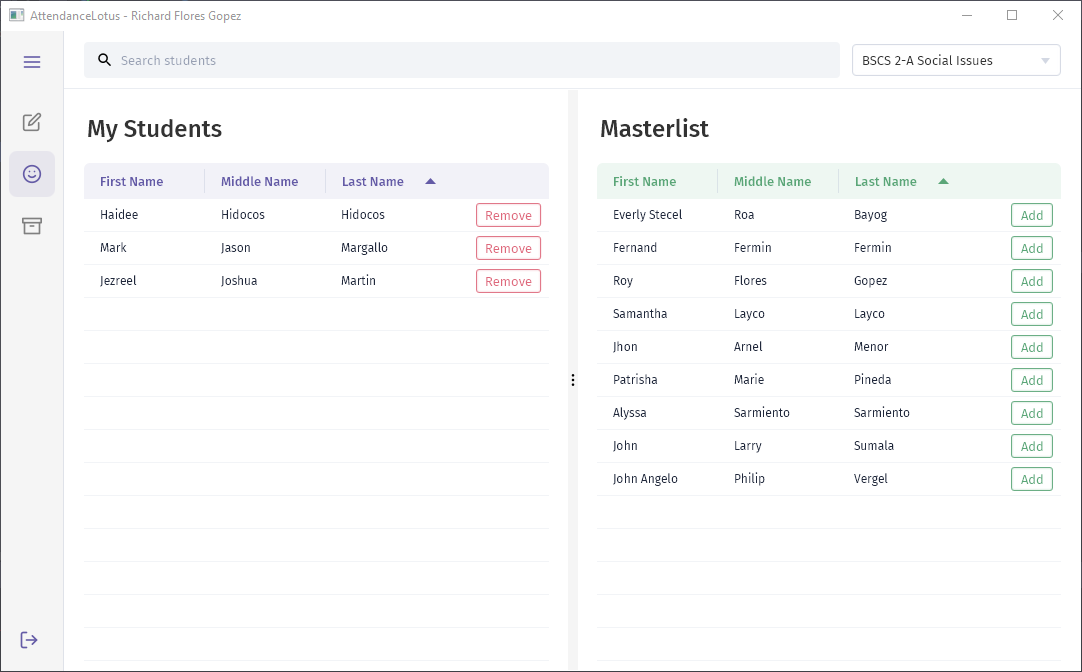 AttendanceLotus - Richard Flores Gopez
Search students
BSCS 2-A Social Issues
My Students
First Name Middle Name Last Name
Haidee Hidocos Hidocos Remove
Mark Jason Margallo Remove
Jezreel Joshua Martin Remove
Masterlist
First Name Middle Name Last Name
Everly Stecel Roa Bayog Add
Fernand Fermin Fermin Add
Roy Flores Gopez Add
Samantha Layco Layco Add
Jhon Arnel Menor Add
Patrisha Marie Pineda Add
Alyssa Sarmiento Sarmiento Add
John Larry Sumala Add
John Angelo Philip Vergel Add